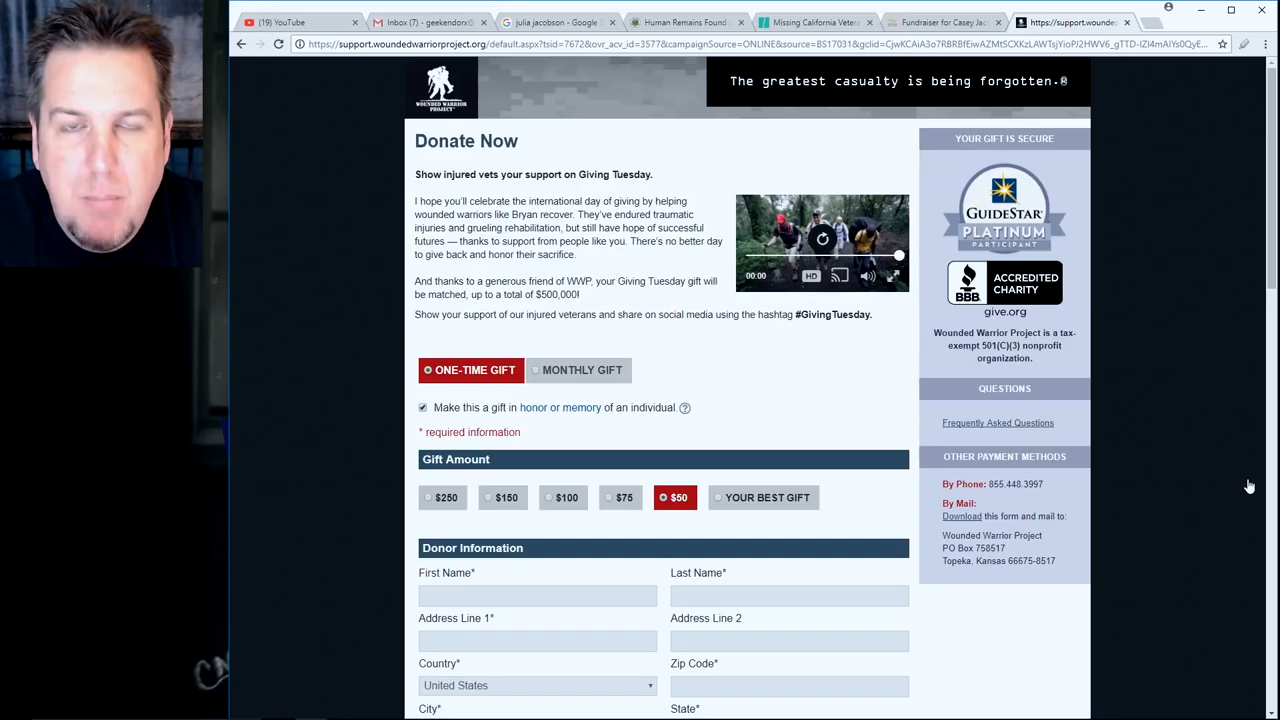 (19) YouTube
Inbox (7) - geekendorx@
julia jacobson - Google S
Human Remains Found
Missing California Vetera
Fundraiser for Casey Jac
https://support.wounded
https://support.woundedwarriorproject.org/default.aspx?tsid=7672&ovr_acv_id=3577&campaignSource=ONLINE&source=BS17031&gclid=
WOUNDED WARRIOR
PROJECT
The greatest casualty is being forgotten.®
Donate Now
Show injured vets your support on Giving Tuesday.
I hope you'll celebrate the international day of giving by helping
wounded warriors like Bryan recover. They've endured traumatic
injuries and grueling rehabilitation, but still have hope of successful
futures — thanks to support from people like you. There's no better day
to give back and honor their sacrifice.
And thanks to a generous friend of WWP, your Giving Tuesday gift will
be matched, up to a total of $500,000!
00:00
HD
Show your support of our injured veterans and share on social media using the hashtag #GivingTuesday.
ONE-TIME GIFT
MONTHLY GIFT
Make this a gift in honor or memory of an individual.
* required information
Gift Amount
$250
$150
$100
$75
$50
YOUR BEST GIFT
Donor Information
First Name*
Last Name*
Address Line 1*
Address Line 2
Country*
Zip Code*
United States
City*
State*
YOUR GIFT IS SECURE
GUIDESTAR
PLATINUM
PARTICIPANT
BBB
ACCREDITED
CHARITY
give.org
Wounded Warrior Project is a tax-
exempt 501(C)(3) nonprofit
organization.
QUESTIONS
Frequently Asked Questions
OTHER PAYMENT METHODS
By Phone: 855.448.3997
By Mail:
Download this form and mail to:
Wounded Warrior Project
PO Box 758517
Topeka, Kansas 66675-8517